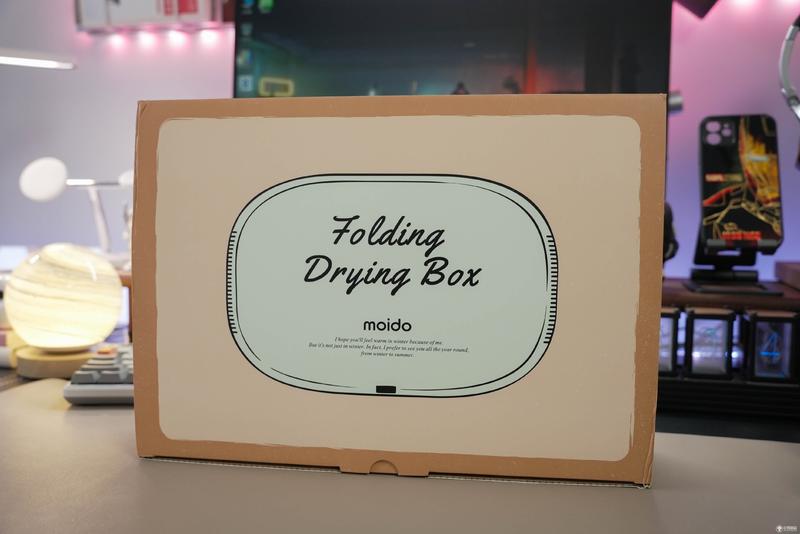 Folding
Drying Box
moido
I hope you'll feel warm in winter because of me.
But it's not just in winter. In fact, I prefer to see you all the year round,
from winter to summer.
4